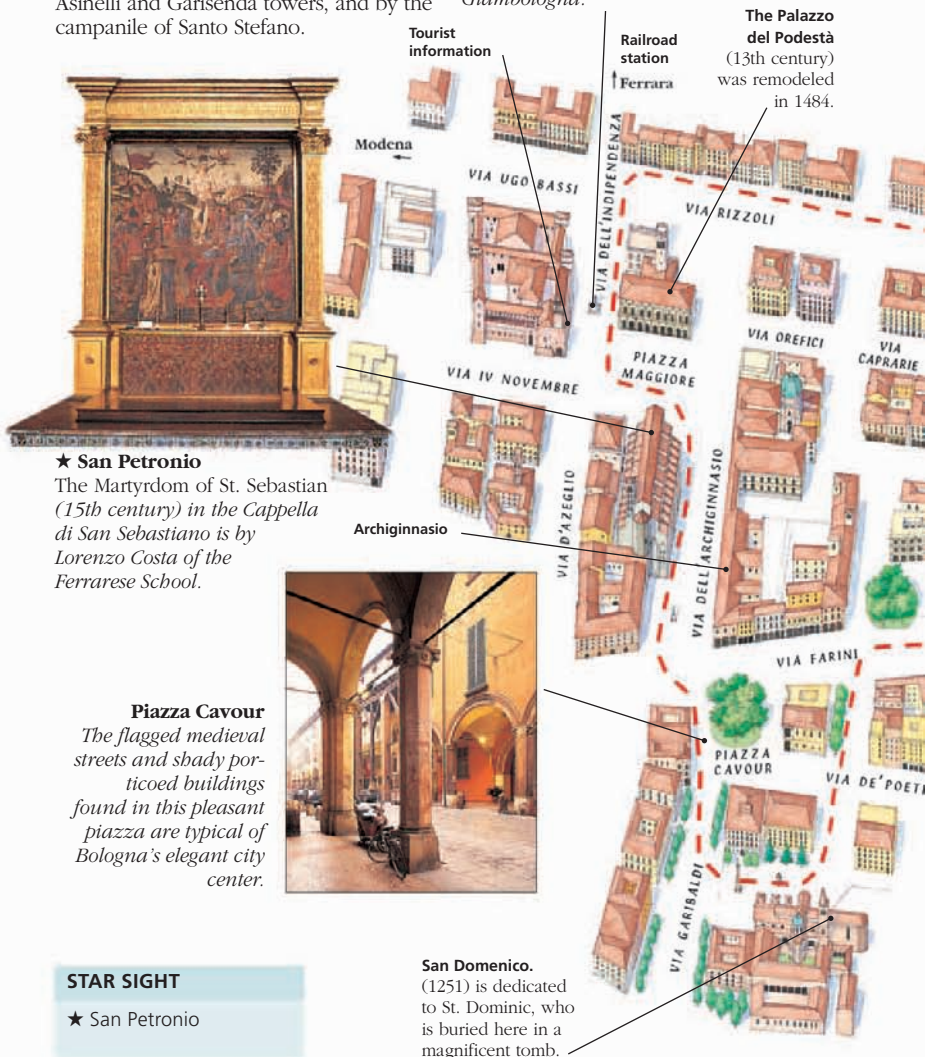 Asinelli and Garisenda towers, and by the
campanile of Santo Stefano.
Giambologna.
Tourist
information
Railroad
station
Ferrara
The Palazzo
del Podestà
(13th century)
was remodeled
in 1484.
Modena
VIA UGO BASSI
VIA DELL'INDIPENDENZA
VIA RIZZOLI
VIA OREFICI
VIA
CAPRARIE
PIAZZA
MAGGIORE
VIA IV NOVEMBRE
★ San Petronio
The Martyrdom of St. Sebastian
(15th century) in the Cappella
di San Sebastiano is by
Lorenzo Costa of the
Ferrarese School.
Archiginnasio
VIA D'AZEGLIO
VIA DELL'ARCHIGINNASIO
VIA FARINI
Piazza Cavour
The flagged medieval
streets and shady por-
ticoed buildings
found in this pleasant
piazza are typical of
Bologna's elegant city
center.
PIAZZA
CAVOUR
VIA DE' POETI
VIA GARIBALDI
STAR SIGHT
★ San Petronio
San Domenico.
(1251) is dedicated
to St. Dominic, who
is buried here in a
magnificent tomb.